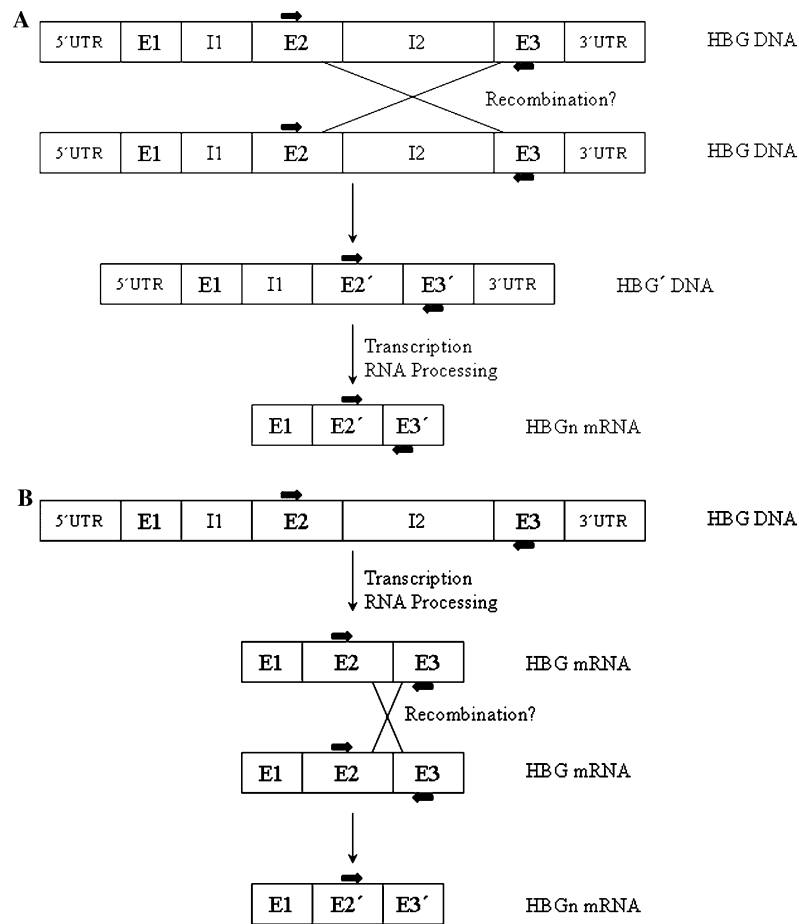 A
5´UTR E1 I1 E2 I2 E3 3´UTR HBG DNA
Recombination?
5´UTR E1 I1 E2 I2 E3 3´UTR HBG DNA
5´UTR E1 I1 E2´ E3´ 3´UTR HBG´ DNA
Transcription
RNA Processing
E1 E2´ E3´ HBGn mRNA
B
5´UTR E1 I1 E2 I2 E3 3´UTR HBG DNA
Transcription
RNA Processing
E1 E2 E3 HBG mRNA
Recombination?
E1 E2 E3 HBG mRNA
E1 E2´ E3´ HBGn mRNA